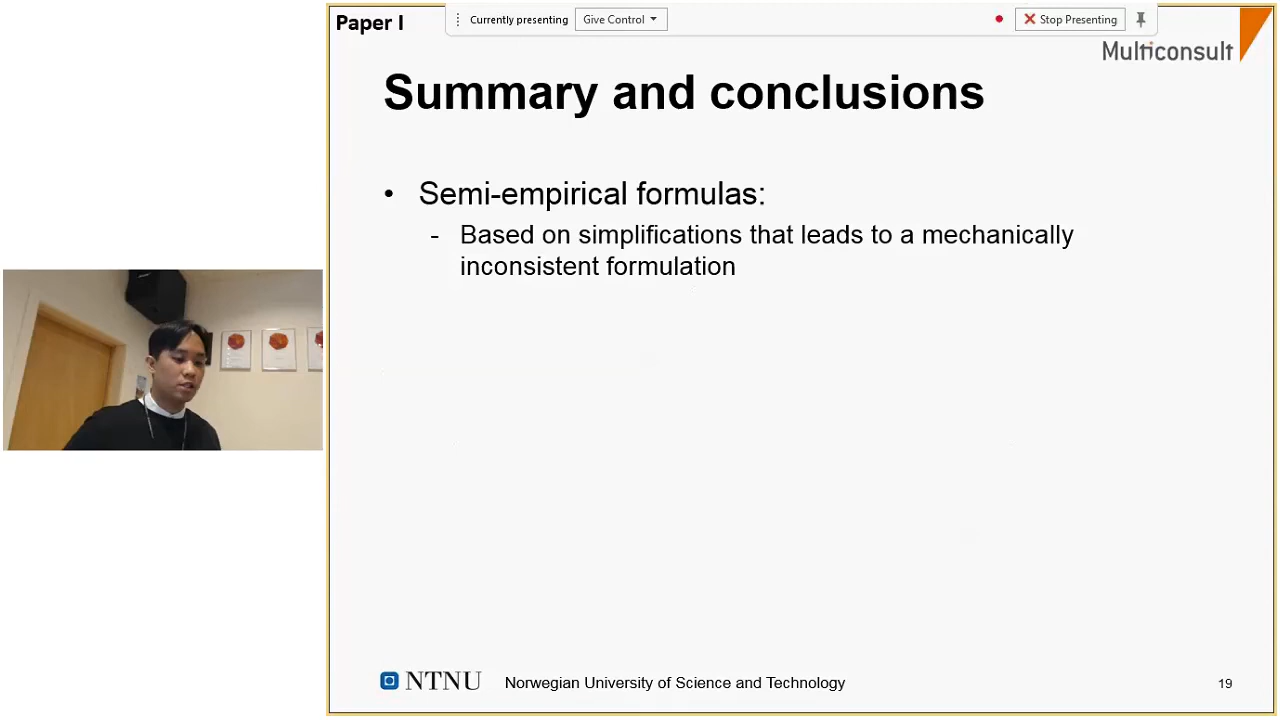 Paper I
Currently presenting
Give Control
Stop Presenting
Multiconsult
Summary and conclusions
• Semi-empirical formulas:
- Based on simplifications that leads to a mechanically
inconsistent formulation
NTNU
Norwegian University of Science and Technology
19